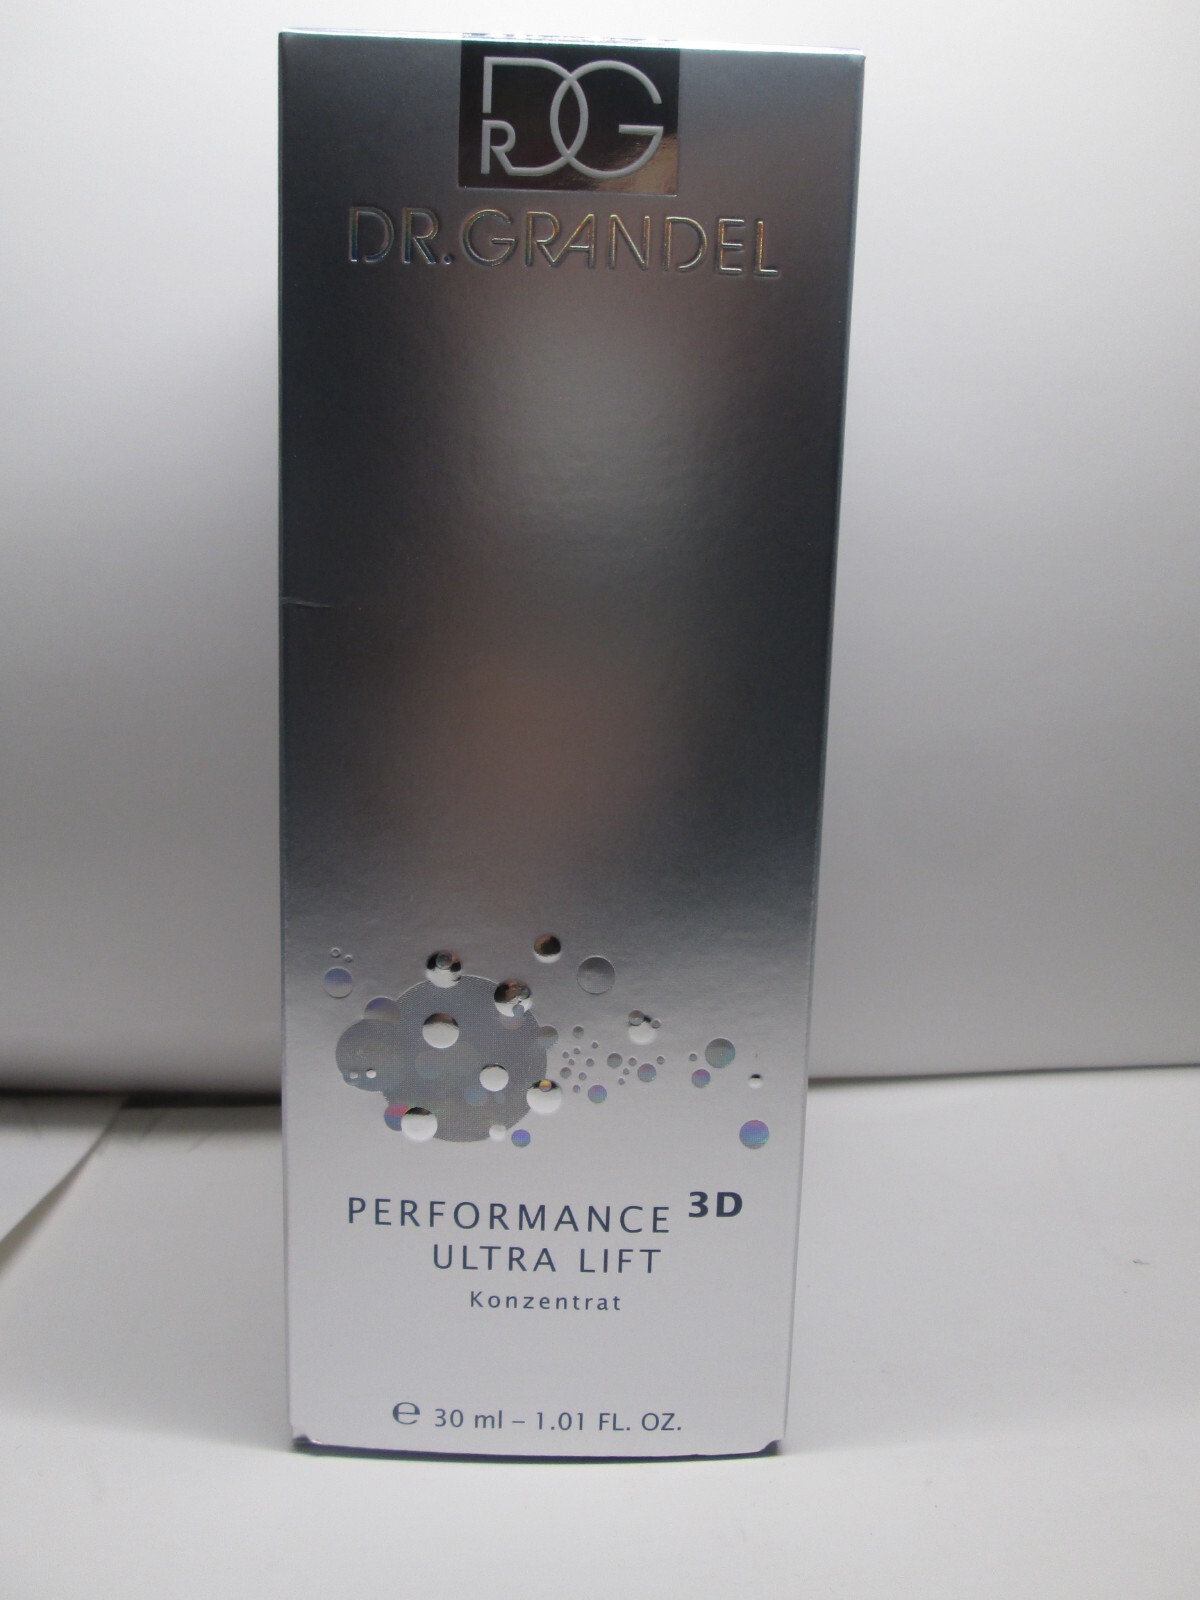 DRG
DR.GRANDEL
PERFORMANCE 3D
ULTRA LIFT
Konzentrat
℮ 30 ml – 1.01 FL. OZ.